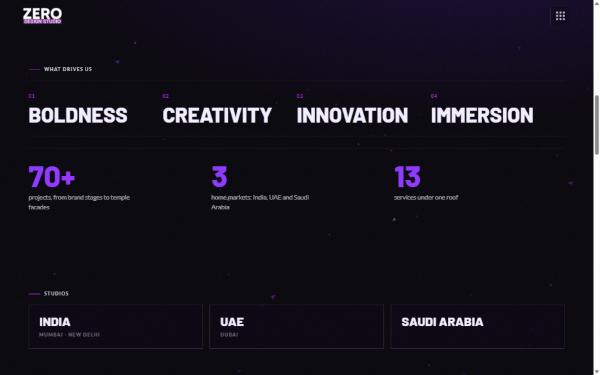 ZERO
DESIGN STUDIO
WHAT DRIVES US
01 02 03 04
BOLDNESS CREATIVITY INNOVATION IMMERSION
70+ 3 13
projects, from brand stages to temple facades
home markets: India, UAE and Saudi Arabia
services under one roof
STUDIOS
INDIA UAE SAUDI ARABIA
MUMBAI · NEW DELHI DUBAI